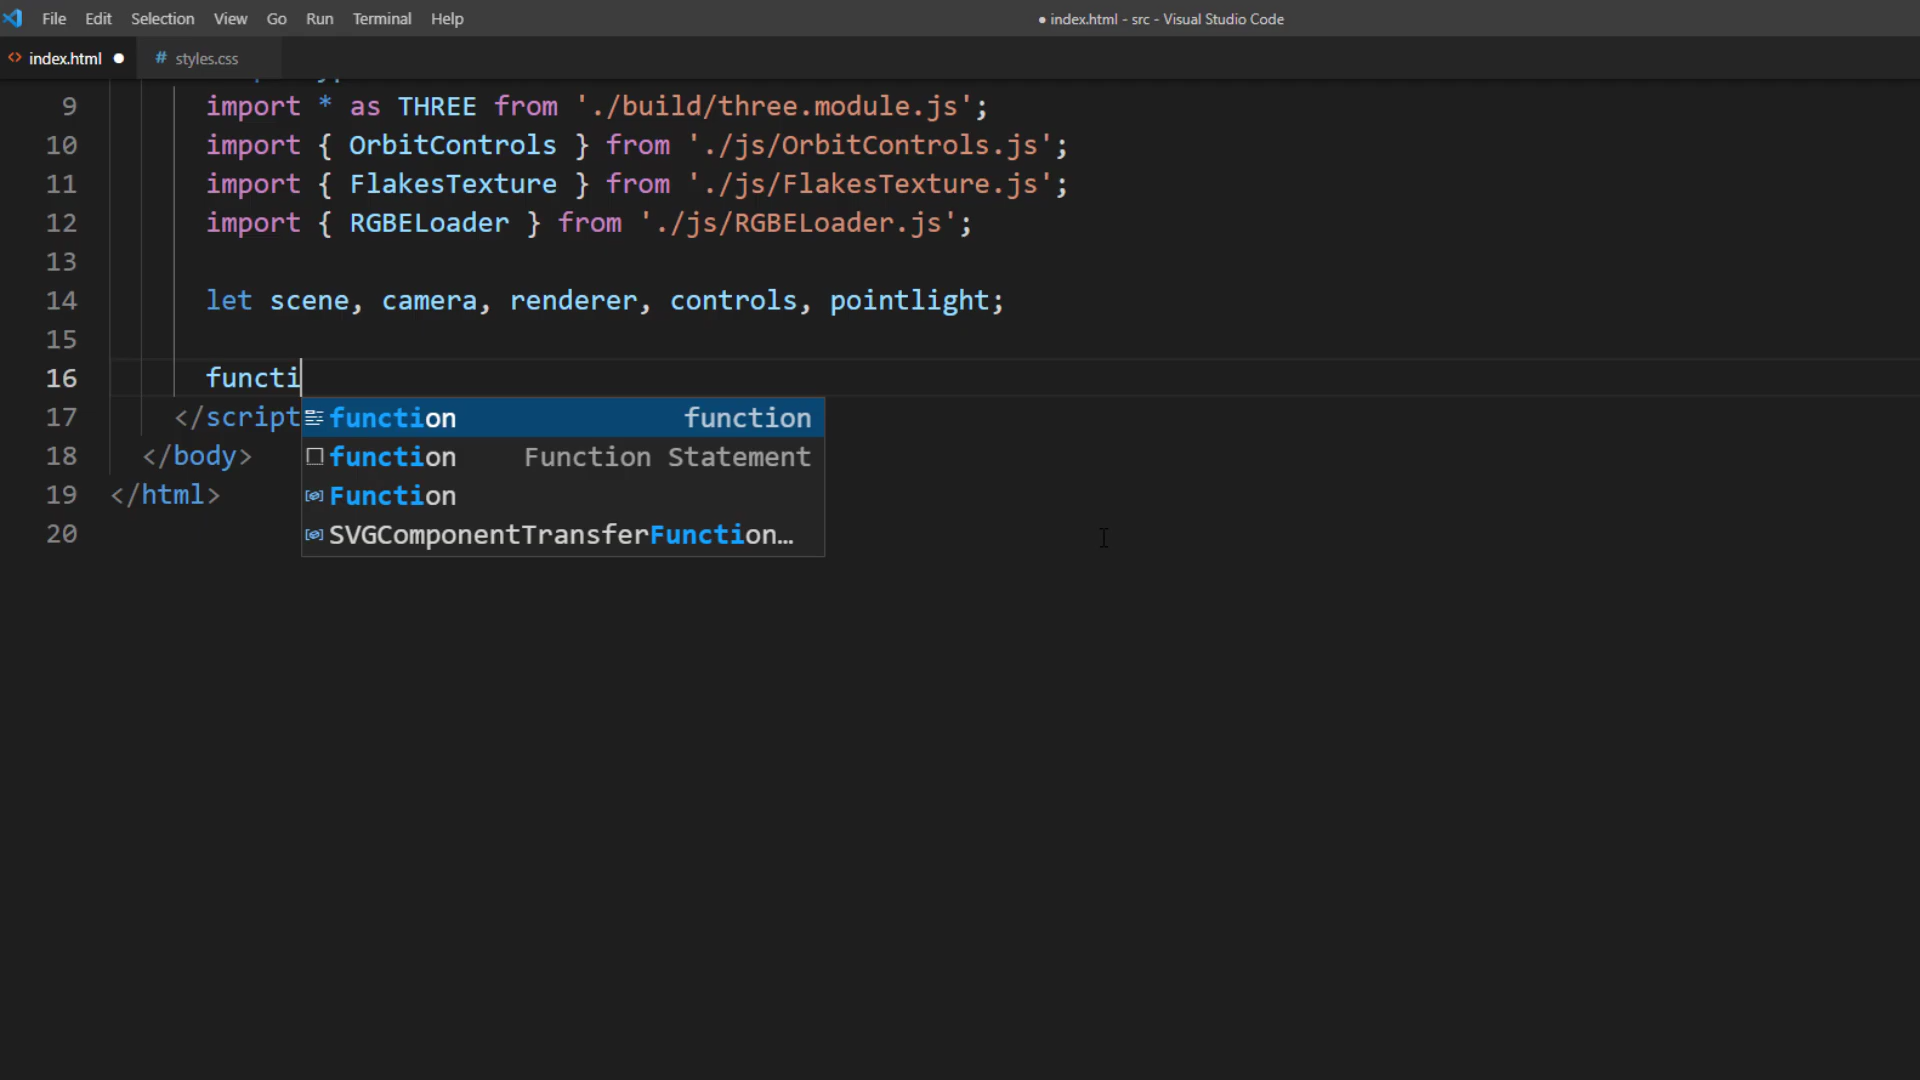 File Edit Selection View Go Run Terminal Help
● index.html - src - Visual Studio Code
<> index.html ● # styles.css
9 import * as THREE from './build/three.module.js';
10 import { OrbitControls } from './js/OrbitControls.js';
11 import { FlakesTexture } from './js/FlakesTexture.js';
12 import { RGBELoader } from './js/RGBELoader.js';
13
14 let scene, camera, renderer, controls, pointlight;
15
16 functi
17 </script
function function
18 </body>
function Function Statement
19 </html>
Function
20
SVGComponentTransferFunction…